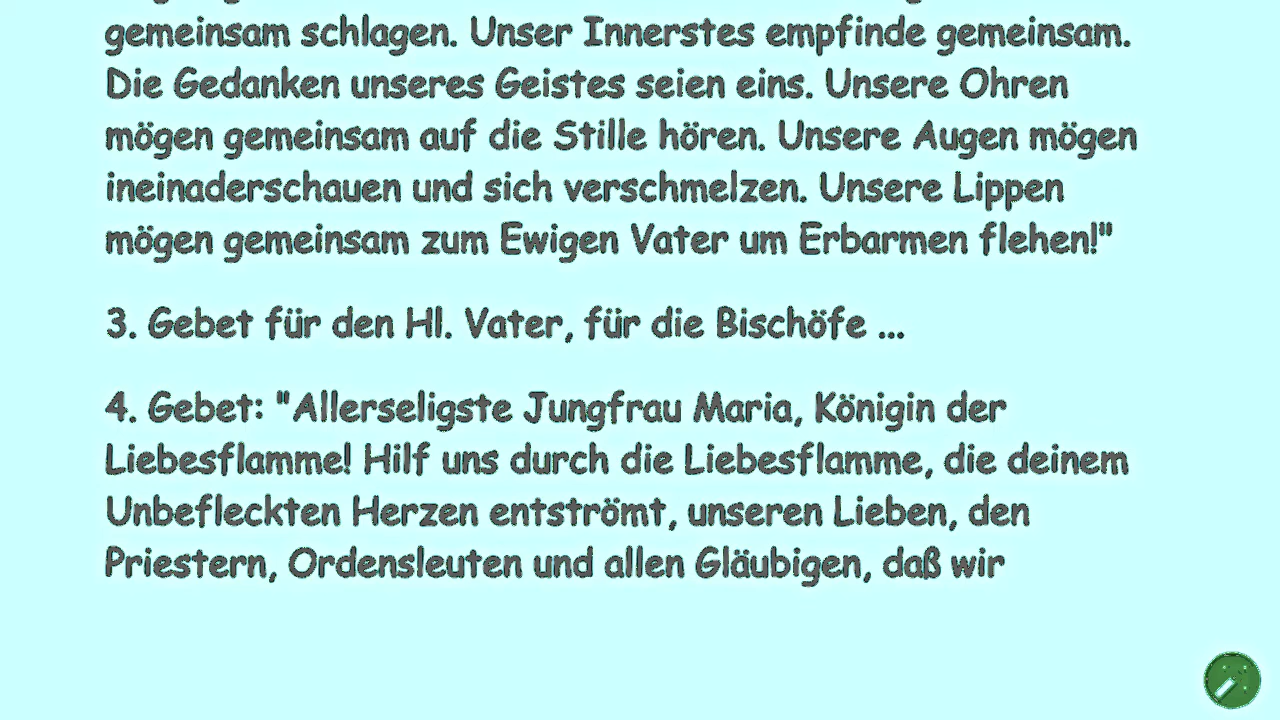 gemeinsam schlagen. Unser Innerstes empfinde gemeinsam.
Die Gedanken unseres Geistes seien eins. Unsere Ohren
mögen gemeinsam auf die Stille hören. Unsere Augen mögen
ineinaderschauen und sich verschmelzen. Unsere Lippen
mögen gemeinsam zum Ewigen Vater um Erbarmen flehen!"
3. Gebet für den Hl. Vater, für die Bischöfe ...
4. Gebet: "Allerseligste Jungfrau Maria, Königin der
Liebesflamme! Hilf uns durch die Liebesflamme, die deinem
Unbefleckten Herzen entströmt, unseren Lieben, den
Priestern, Ordensleuten und allen Gläubigen, daß wir